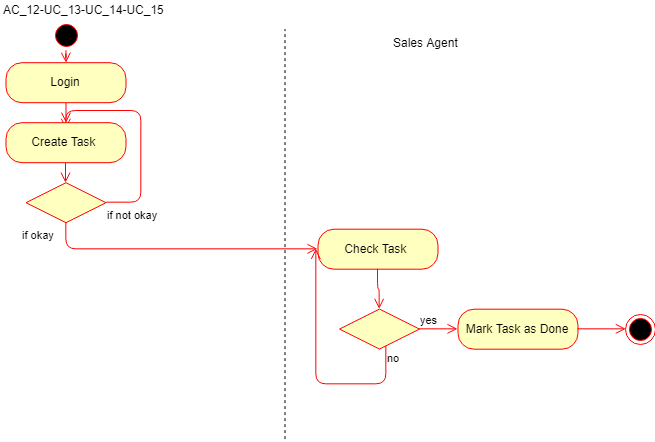 AC_12-UC_13-UC_14-UC_15
Sales Agent
Login
Create Task
if not okay
if okay
Check Task
yes
Mark Task as Done
no